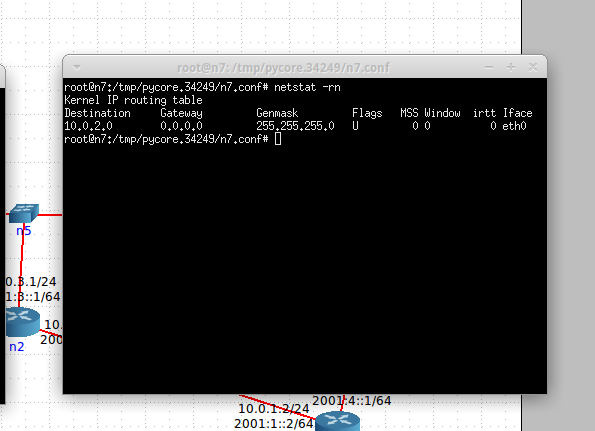 root@n7: /tmp/pycore.34249/n7.conf
root@n7:/tmp/pycore.34249/n7.conf# netstat -rn
Kernel IP routing table
Destination Gateway Genmask Flags MSS Window irtt Iface
10.0.2.0 0.0.0.0 255.255.255.0 U 0 0 0 eth0
root@n7:/tmp/pycore.34249/n7.conf#
n5
0.3.1/24
1:3::1/64
10.
200
n2
10.0.1.2/24
2001:1::2/64
2001:4::1/64